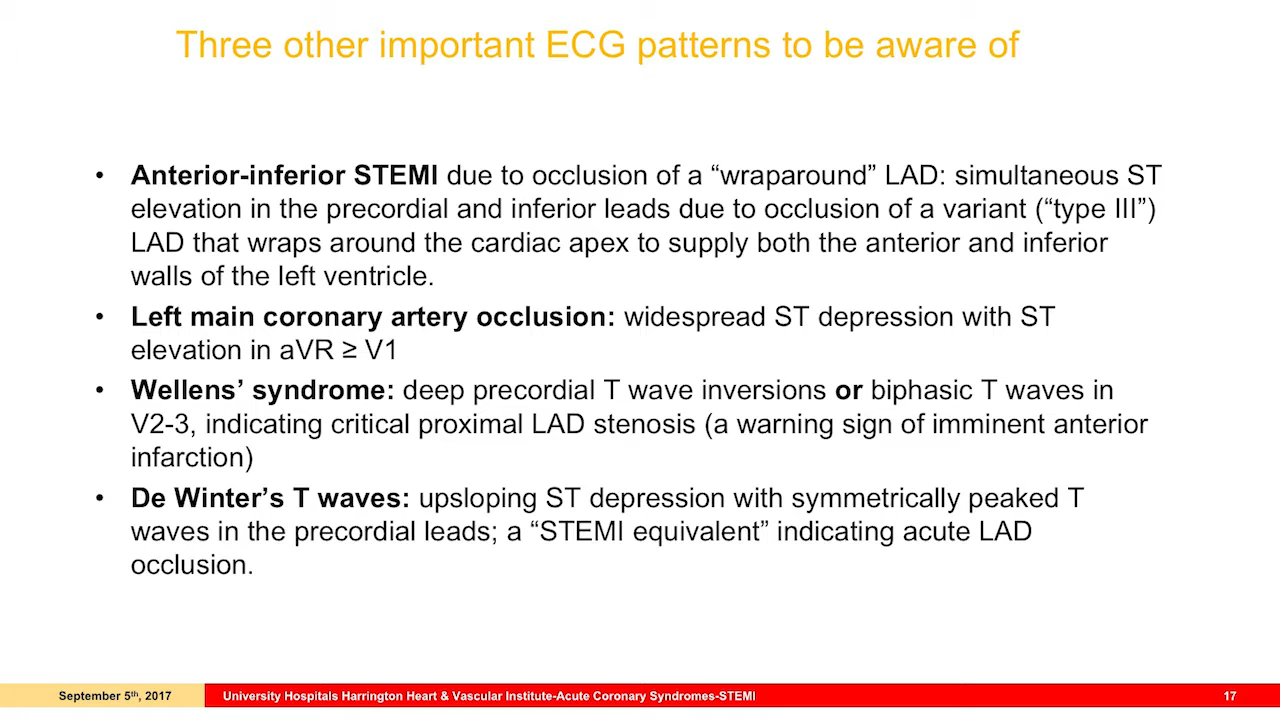 Three other important ECG patterns to be aware of
• Anterior-inferior STEMI due to occlusion of a “wraparound” LAD: simultaneous ST
elevation in the precordial and inferior leads due to occlusion of a variant (“type III”)
LAD that wraps around the cardiac apex to supply both the anterior and inferior
walls of the left ventricle.
• Left main coronary artery occlusion: widespread ST depression with ST
elevation in aVR ≥ V1
• Wellens’ syndrome: deep precordial T wave inversions or biphasic T waves in
V2-3, indicating critical proximal LAD stenosis (a warning sign of imminent anterior
infarction)
• De Winter’s T waves: upsloping ST depression with symmetrically peaked T
waves in the precordial leads; a “STEMI equivalent” indicating acute LAD
occlusion.
September 5th, 2017 University Hospitals Harrington Heart & Vascular Institute-Acute Coronary Syndromes-STEMI 17